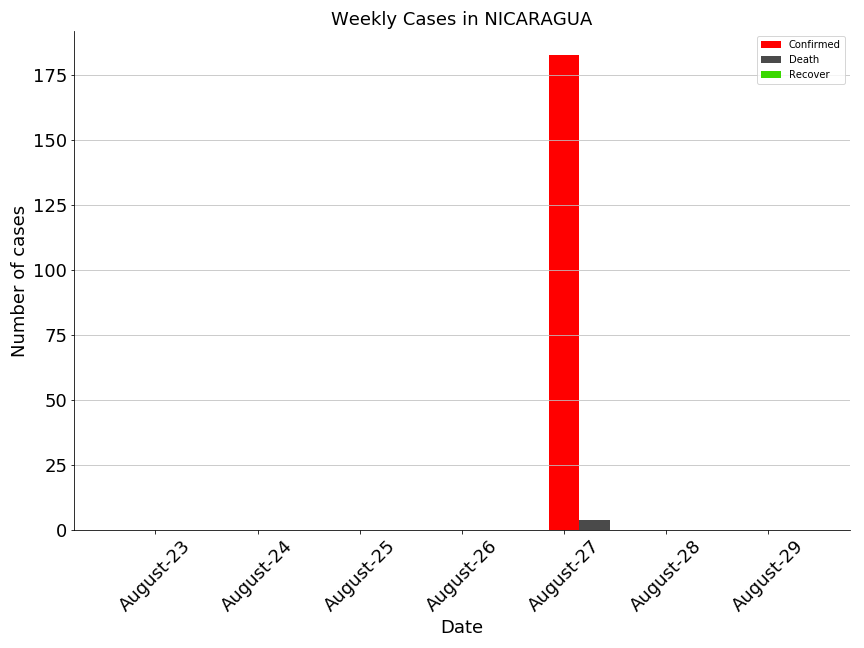 Weekly Cases in NICARAGUA
Confirmed
Death
Recover
Number of cases
175
150
125
100
75
50
25
0
August-23
August-24
August-25
August-26
August-27
August-28
August-29
Date